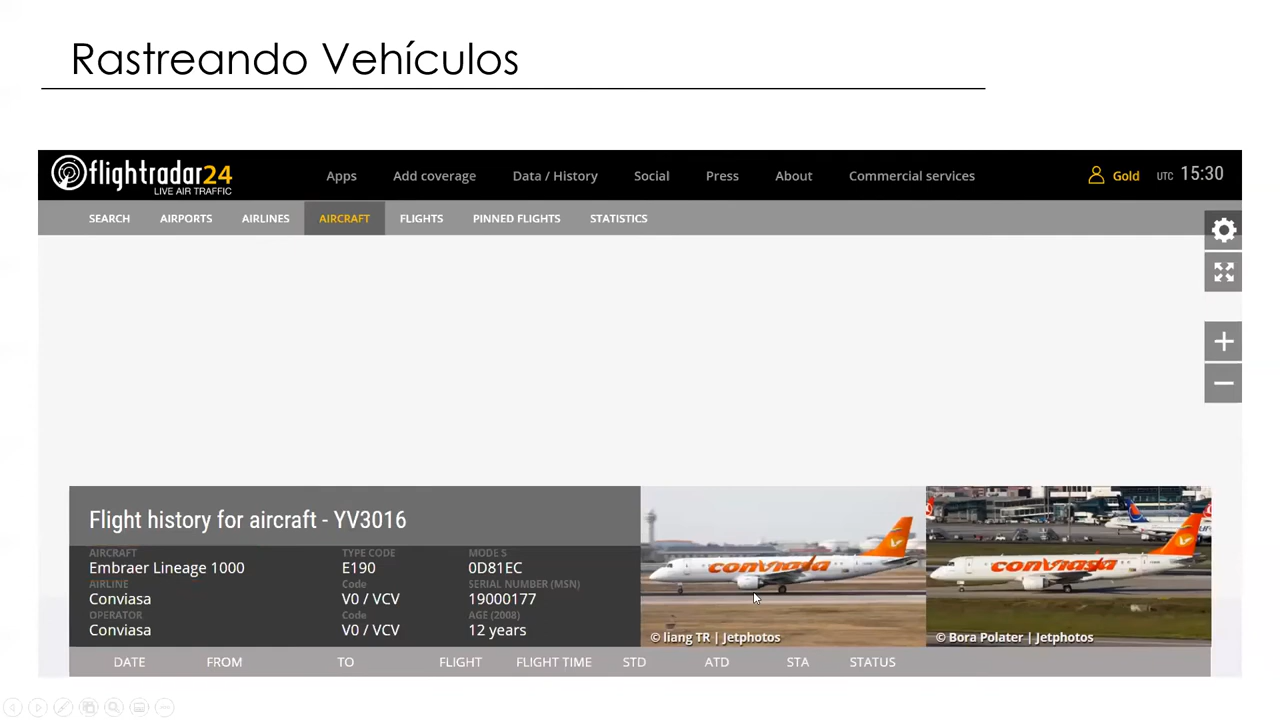 Rastreando Vehículos
flightradar24
LIVE AIR TRAFFIC
Apps Add coverage Data / History Social Press About Commercial services Gold UTC 15:30
SEARCH AIRPORTS AIRLINES AIRCRAFT FLIGHTS PINNED FLIGHTS STATISTICS
Flight history for aircraft - YV3016
AIRCRAFT TYPE CODE MODE S
Embraer Lineage 1000 E190 0D81EC
AIRLINE Code SERIAL NUMBER (MSN)
Conviasa V0 / VCV 19000177
OPERATOR Code AGE (2008)
Conviasa V0 / VCV 12 years
conviasa
© liang TR | Jetphotos
conviasa
© Bora Polater | Jetphotos
DATE FROM TO FLIGHT FLIGHT TIME STD ATD STA STATUS